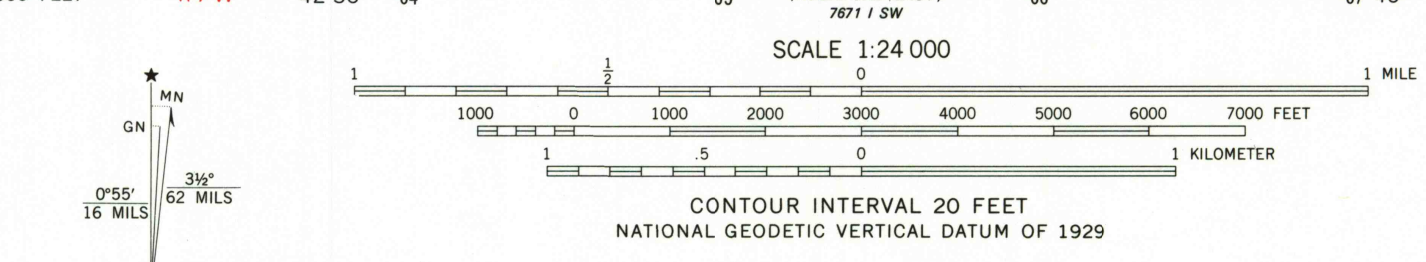 7671 I SW
SCALE 1:24 000
1 1/2 0 1 MILE
1000 0 1000 2000 3000 4000 5000 6000 7000 FEET
1 .5 0 1 KILOMETER
CONTOUR INTERVAL 20 FEET
NATIONAL GEODETIC VERTICAL DATUM OF 1929
★
MN
GN
0°55′
16 MILS
3½°
62 MILS